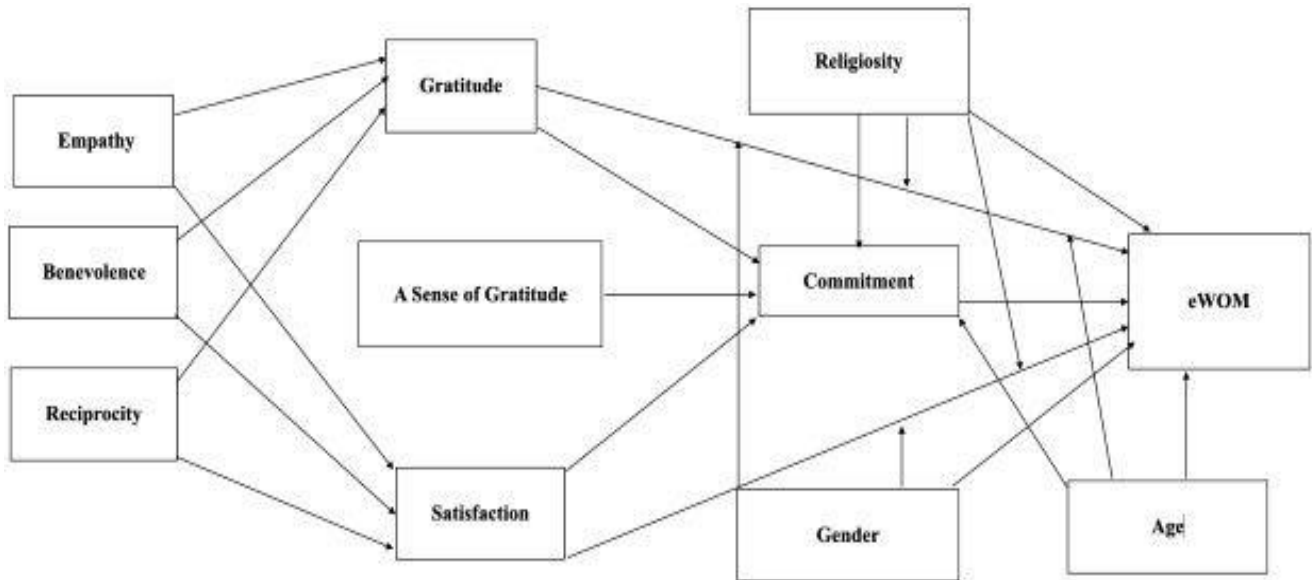 Religiosity
Gratitude
Empathy
Benevolence
A Sense of Gratitude
Commitment
eWOM
Reciprocity
Satisfaction
Gender
Age